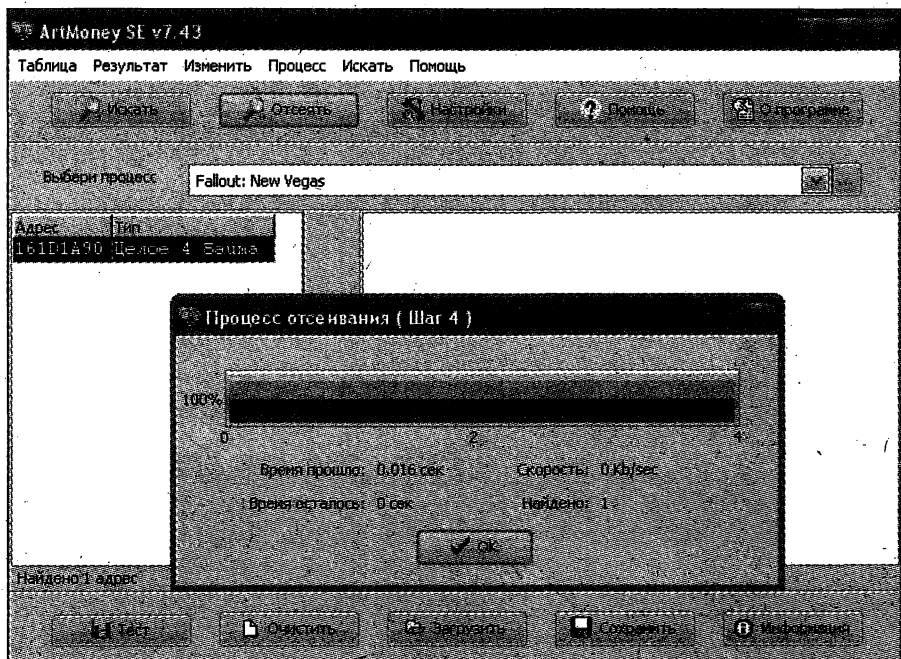 ArtMoney SE v7.43
Таблица Результат Изменить Процесс Искать Помощь
Искать Отсеять Настройки Помощь О программе
Выбери процесс Fallout: New Vegas
Адрес Тип
161D1A90 Целое 4 Байта
Процесс отсеивания ( Шаг 4 )
100%
0 2 4
Время прошло: 0.016 сек Скорость: 0 Kb/sec
Время осталось: 0 сек Найдено: 1
Ok
Найдено 1 адрес
Тест Очистить Загрузить Сохранить Информация